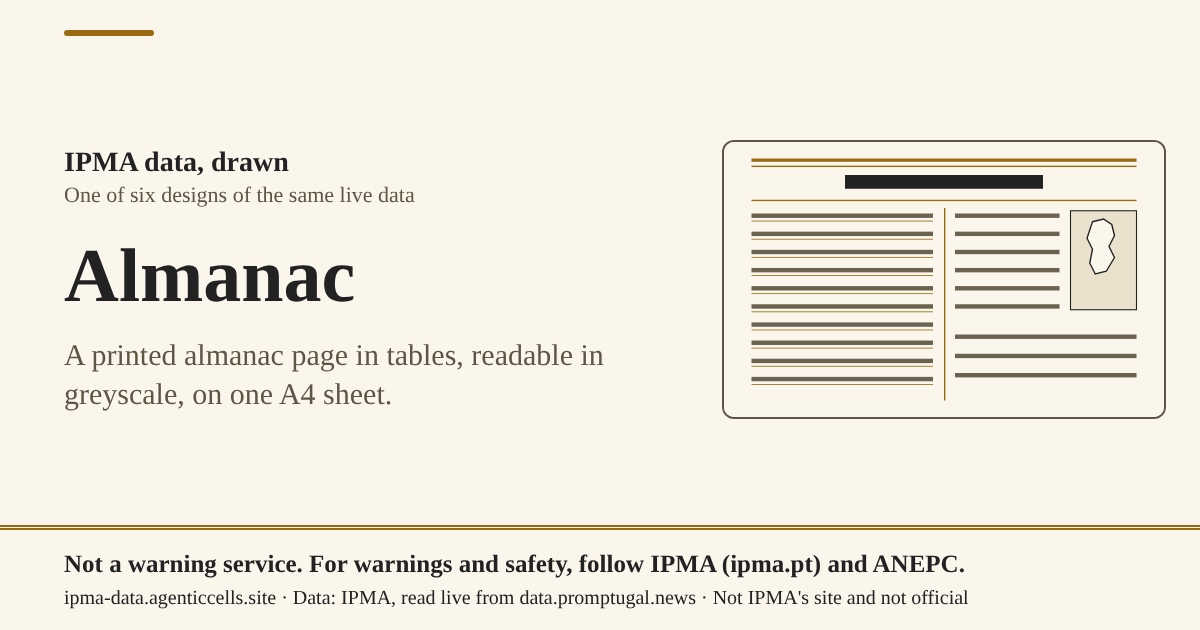 IPMA data, drawn
One of six designs of the same live data
Almanac
A printed almanac page in tables, readable in
greyscale, on one A4 sheet.
Not a warning service. For warnings and safety, follow IPMA (ipma.pt) and ANEPC.
ipma-data.agenticcells.site · Data: IPMA, read live from data.promptugal.news · Not IPMA's site and not official